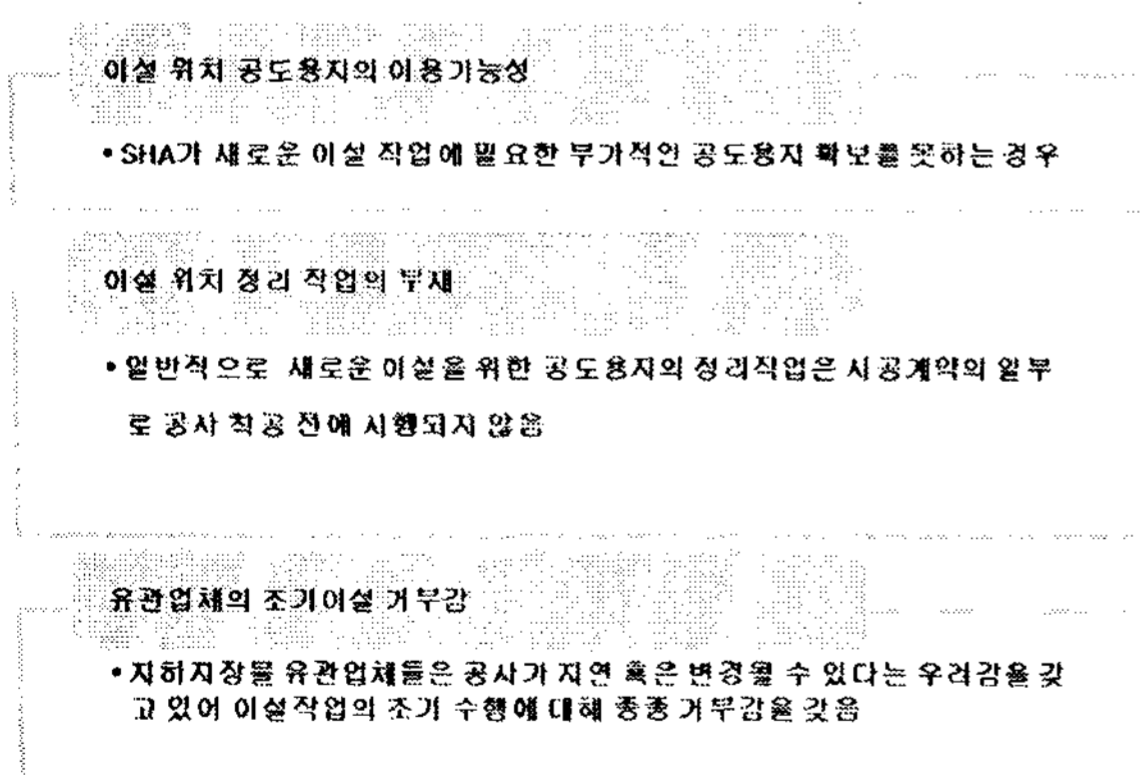 이설 위치 공도용지의 이용가능성
• SHA가 새로운 이설 작업에 필요한 부가적인 공도용지 확보를 못하는 경우
이설 위치 정리 작업의 부재
• 일반적으로 새로운 이설을 위한 공도용지의 정리작업은 시공계약의 일부
로 공사 착공 전에 시행되지 않음
유관업체의 조기이설 거부감
• 지하지장물 유관업체들은 공사가 지연 혹은 변경될 수 있다는 우려감을 갖
고 있어 이설작업의 조기 수행에 대해 종종 거부감을 갖음